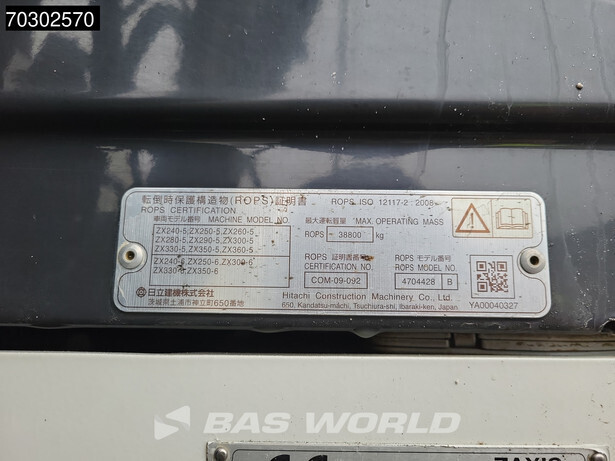 70302570
転倒時保護構造物(ROPS)証明書 ROPS ISO 12117-2 : 2008
ROPS CERTIFICATION
車両モデル番号 MACHINE MODEL NO. 最大運転質量 MAX. OPERATING MASS
ZX240-5,ZX250-5,ZX260-5
ZX280-5,ZX290-5,ZX300-5
ZX330-5,ZX350-5,ZX360-5
ROPS 38800 kg
ZX240-6,ZX250-6,ZX300-6
ZX330-6,ZX350-6
ROPS 証明書番号
CERTIFICATION NO.
COM-09-092
ROPS モデル番号
ROPS MODEL NO.
4704428 B
日立建機株式会社
茨城県土浦市神立町650番地
Hitachi Construction Machinery Co., Ltd.
650, Kandatsu-machi, Tsuchiura-shi, Ibaraki-ken, Japan.
YA00040327
BAS WORLD
ZAXIS